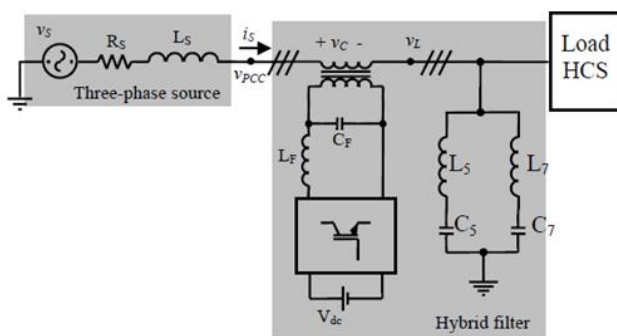 vS
RS
LS
iS
vPCC
Three-phase source
+ vC -
vL
Load
HCS
CF
LF
L5
L7
C5
C7
Vdc
Hybrid filter